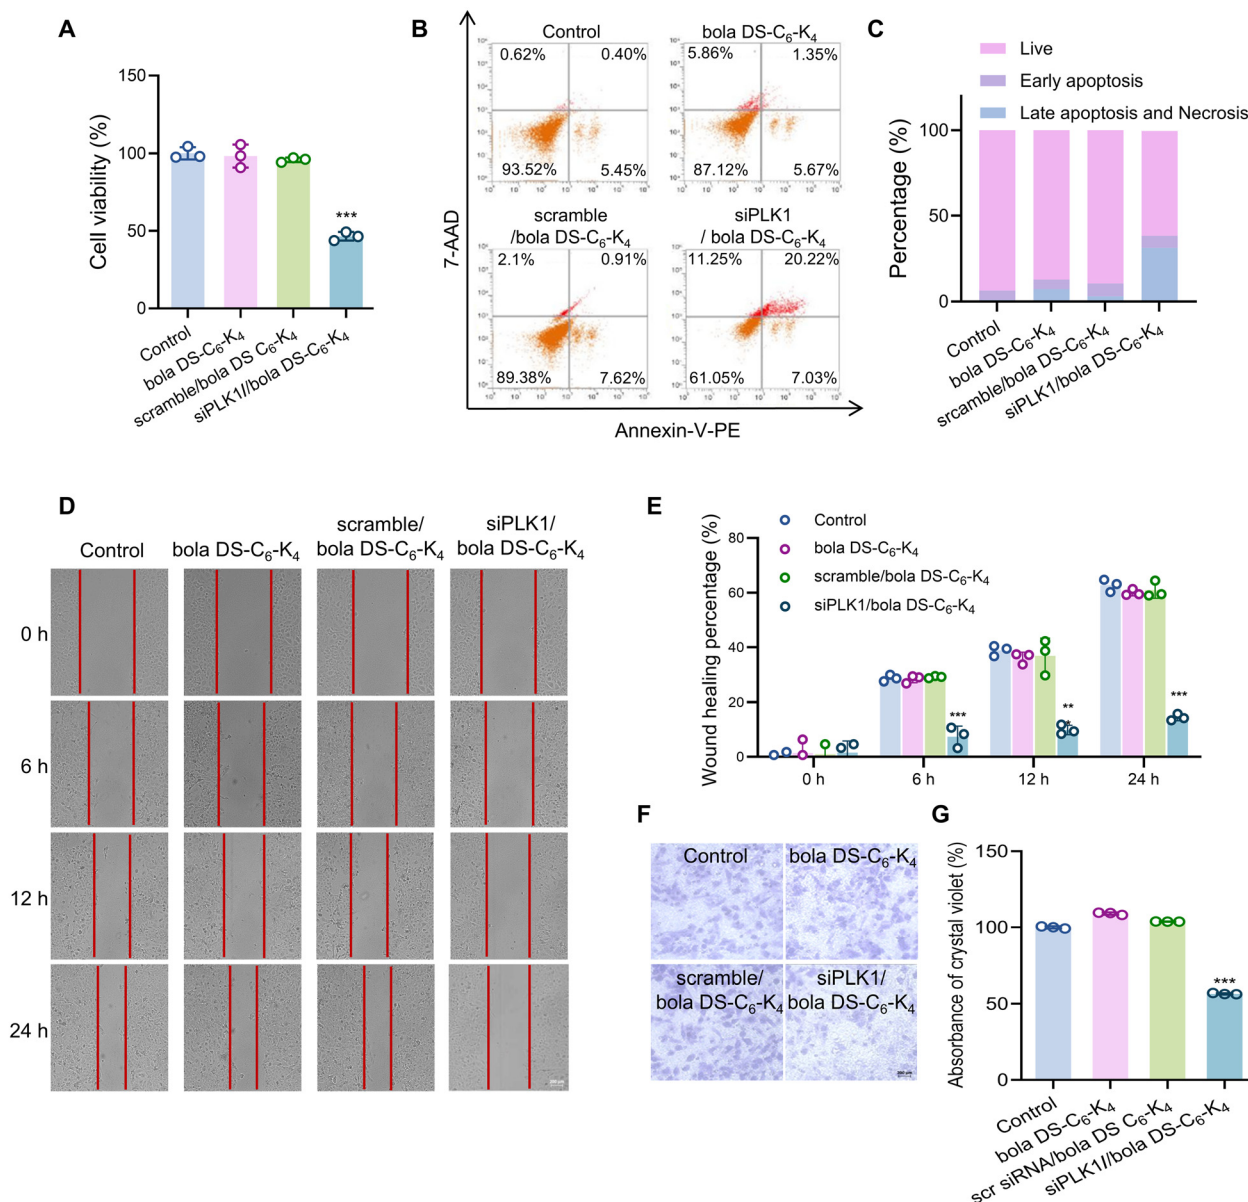 A
Cell viability (%)
150
100
50
0
***
Control
bola DS-C6-K4
scramble/bola DS C6-K4
siPLK1//bola DS-C6-K4
B
7-AAD
Annexin-V-PE
Control
0.62%
0.40%
93.52%
5.45%
bola DS-C6-K4
5.86%
1.35%
87.12%
5.67%
scramble
/bola DS-C6-K4
2.1%
0.91%
89.38%
7.62%
siPLK1
/ bola DS-C6-K4
11.25%
20.22%
61.05%
7.03%
C
Live
Early apoptosis
Late apoptosis and Necrosis
Percentage (%)
100
50
0
Control
bola DS-C6-K4
srcamble/bola DS-C6-K4
siPLK1/bola DS-C6-K4
D
Control
bola DS-C6-K4
scramble/
bola DS-C6-K4
siPLK1/
bola DS-C6-K4
0 h
6 h
12 h
24 h
E
Control
bola DS-C6-K4
scramble/bola DS-C6-K4
siPLK1/bola DS-C6-K4
Wound healing percentage (%)
80
60
40
20
0
***
**
*
***
0 h
6 h
12 h
24 h
F
Control
bola DS-C6-K4
scramble/
bola DS-C6-K4
siPLK1/
bola DS-C6-K4
G
Absorbance of crystal violet (%)
150
100
50
0
***
Control
bola DS-C6-K4
scr siRNA/bola DS C6-K4
siPLK1//bola DS-C6-K4